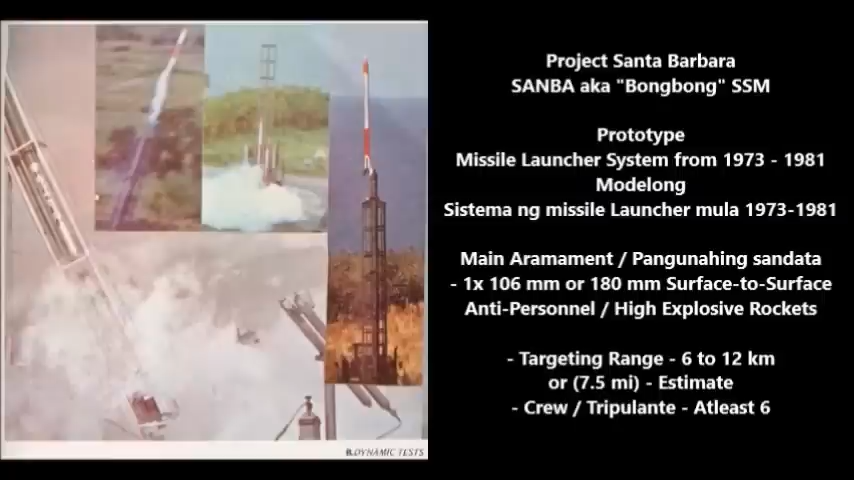 Project Santa Barbara
SANBA aka "Bongbong" SSM
Prototype
Missile Launcher System from 1973 - 1981
Modelong
Sistema ng missile Launcher mula 1973-1981
Main Aramament / Pangunahing sandata
- 1x 106 mm or 180 mm Surface-to-Surface
Anti-Personnel / High Explosive Rockets
- Targeting Range - 6 to 12 km
or (7.5 mi) - Estimate
- Crew / Tripulante - Atleast 6
B.DYNAMIC TESTS